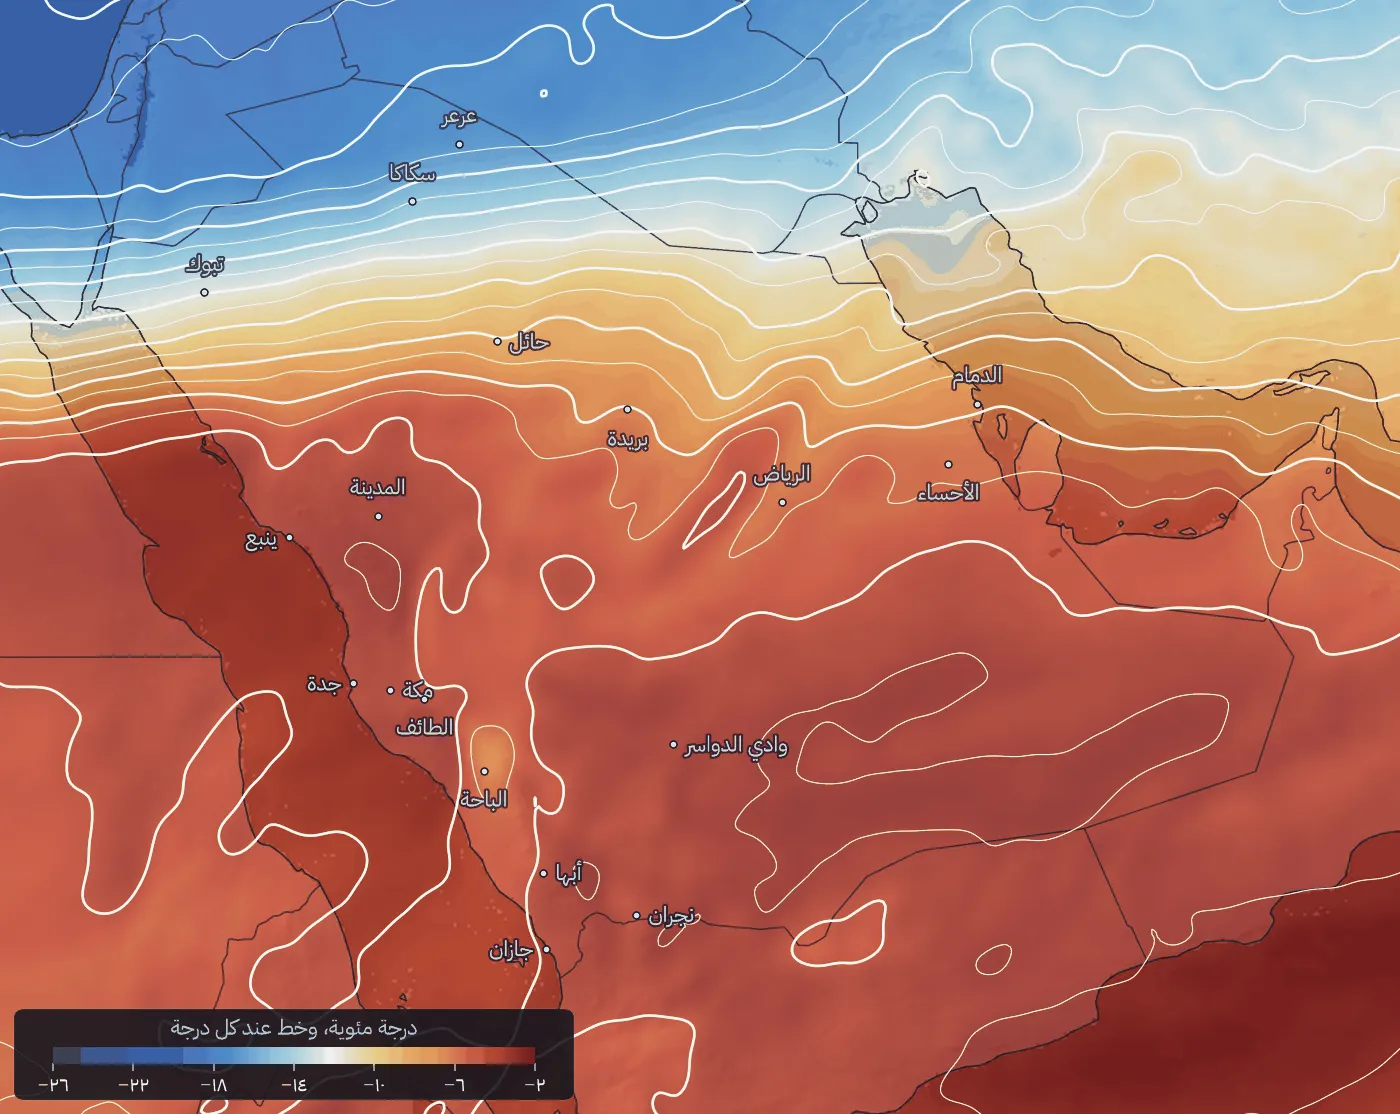 عرعر
سكاكا
تبوك
حائل
الدمام
بريدة
الرياض
المدينة
الأحساء
ينبع
جدة
مكة
الطائف
وادي الدواسر
الباحة
أبها
نجران
جازان
درجة مئوية، وخط عند كل درجة
−٢٦ −٢٢ −١٨ −١٤ −١٠ −٦ −٢